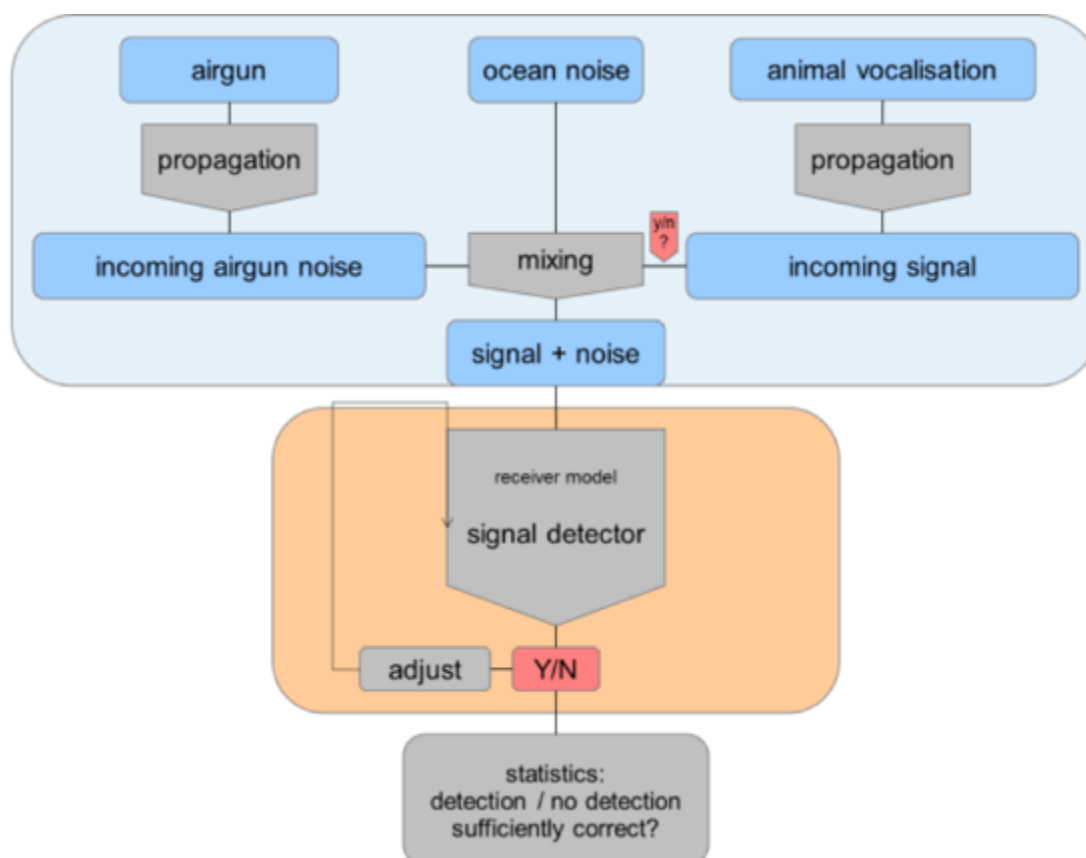 airgun
ocean noise
animal vocalisation
propagation
propagation
y/n
?
incoming airgun noise
mixing
incoming signal
signal + noise
receiver model
signal detector
adjust
Y/N
statistics:
detection / no detection
sufficiently correct?